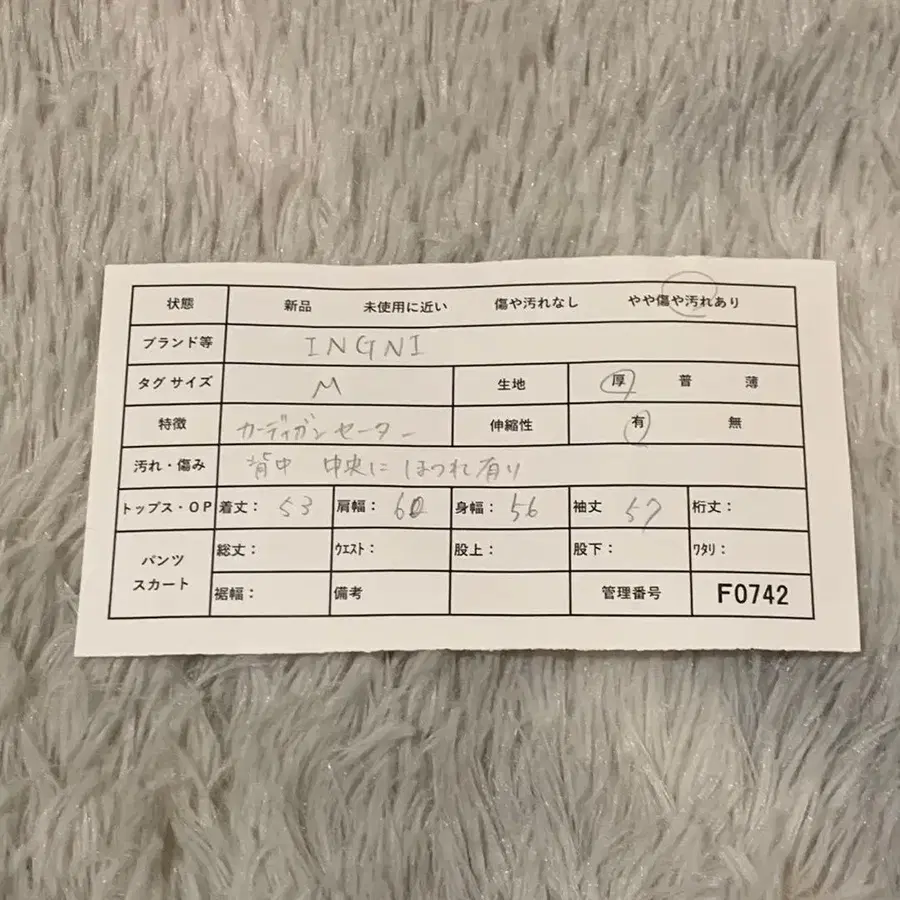 状態 新品 未使用に近い 傷や汚れなし やや傷や汚れあり
ブランド等 INGNI
タグ サイズ M 生地 厚 普 薄
特徴 カーディガンセーター 伸縮性 有 無
汚れ・傷み 背中 中央に ほつれ有り
トップス・OP 着丈: 53 肩幅: 60 身幅: 56 袖丈 57 桁丈:
パンツ スカート 総丈: ウエスト: 股上: 股下: ワタリ:
裾幅: 備考 管理番号 F0742